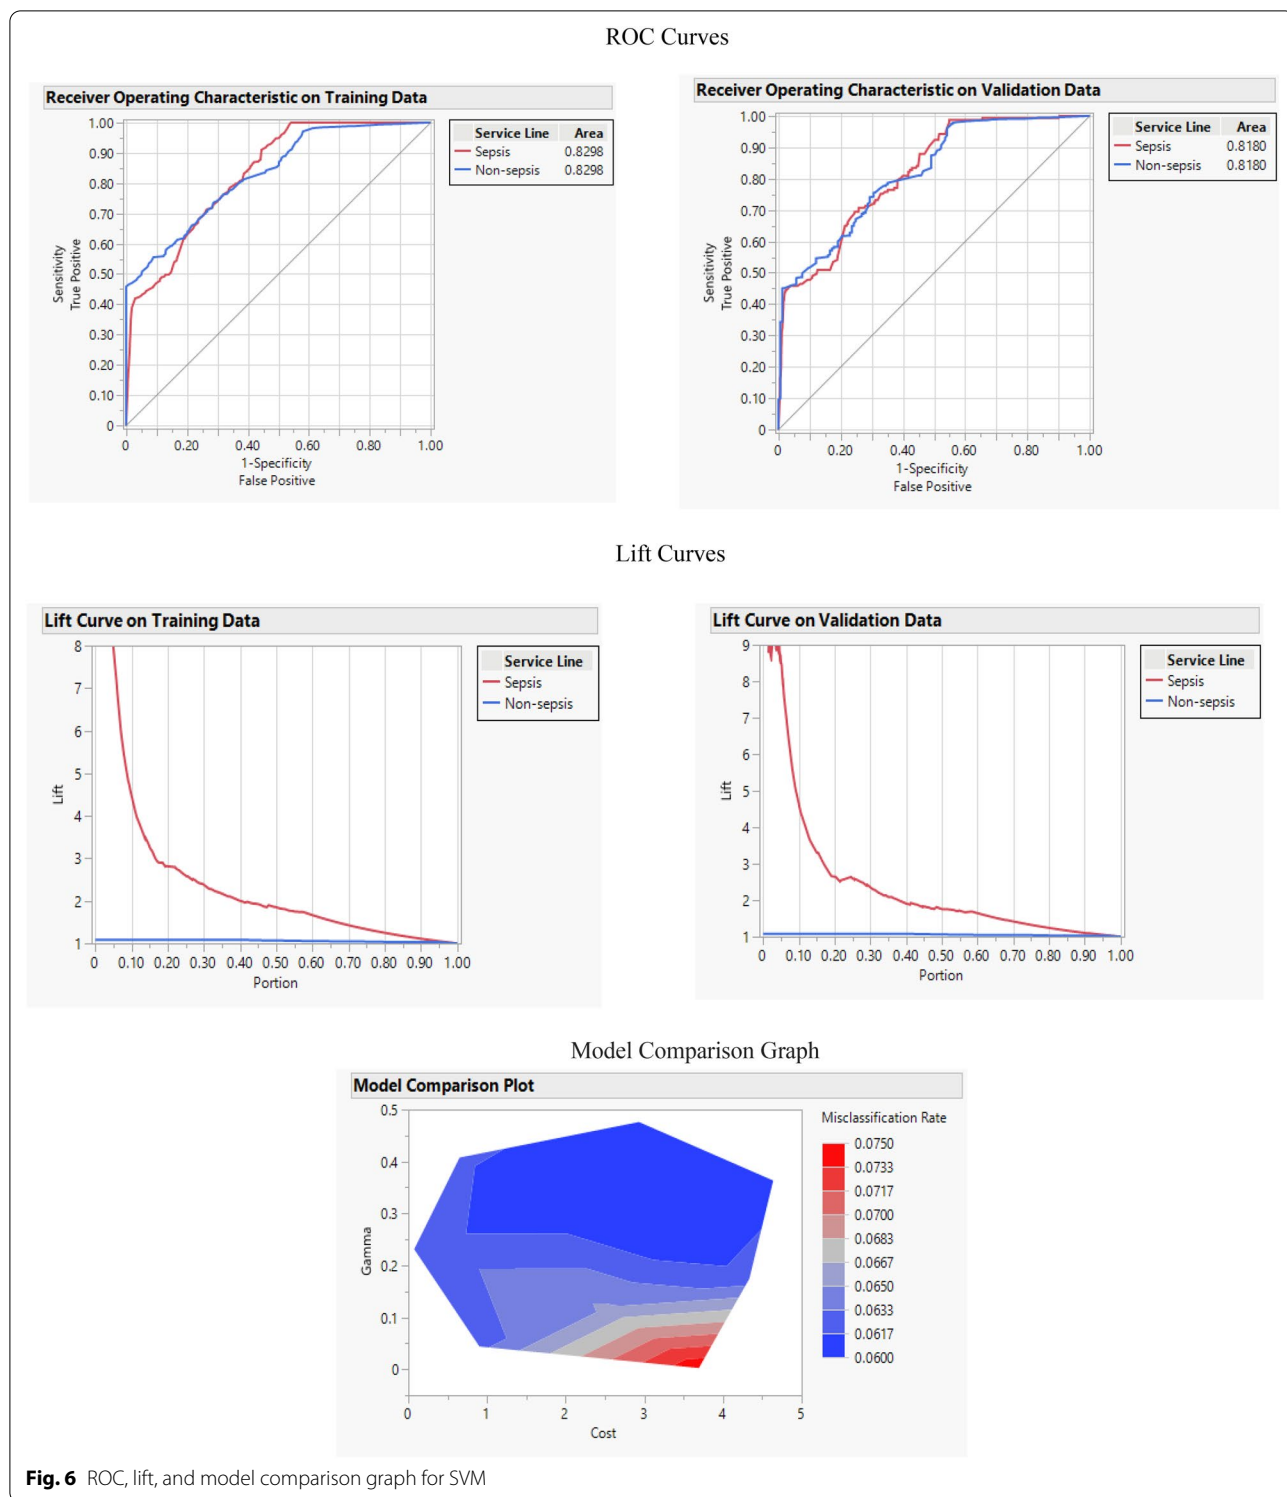 ROC Curves
Receiver Operating Characteristic on Training Data
1.00
0.90
0.80
0.70
0.60
0.50
0.40
0.30
0.20
0.10
0
Sensitivity
True Positive
0 0.20 0.40 0.60 0.80 1.00
1-Specificity
False Positive
Service Line Area
Sepsis 0.8298
Non-sepsis 0.8298
Receiver Operating Characteristic on Validation Data
1.00
0.90
0.80
0.70
0.60
0.50
0.40
0.30
0.20
0.10
0
Sensitivity
True Positive
0 0.20 0.40 0.60 0.80 1.00
1-Specificity
False Positive
Service Line Area
Sepsis 0.8180
Non-sepsis 0.8180
Lift Curves
Lift Curve on Training Data
8
7
6
5
4
3
2
1
Lift
0 0.10 0.20 0.30 0.40 0.50 0.60 0.70 0.80 0.90 1.00
Portion
Service Line
Sepsis
Non-sepsis
Lift Curve on Validation Data
9
8
7
6
5
4
3
2
1
Lift
0 0.10 0.20 0.30 0.40 0.50 0.60 0.70 0.80 0.90 1.00
Portion
Service Line
Sepsis
Non-sepsis
Model Comparison Graph
Model Comparison Plot
0.5
0.4
0.3
0.2
0.1
0
Gamma
0 1 2 3 4 5
Cost
Misclassification Rate
0.0750
0.0733
0.0717
0.0700
0.0683
0.0667
0.0650
0.0633
0.0617
0.0600
Fig. 6 ROC, lift, and model comparison graph for SVM